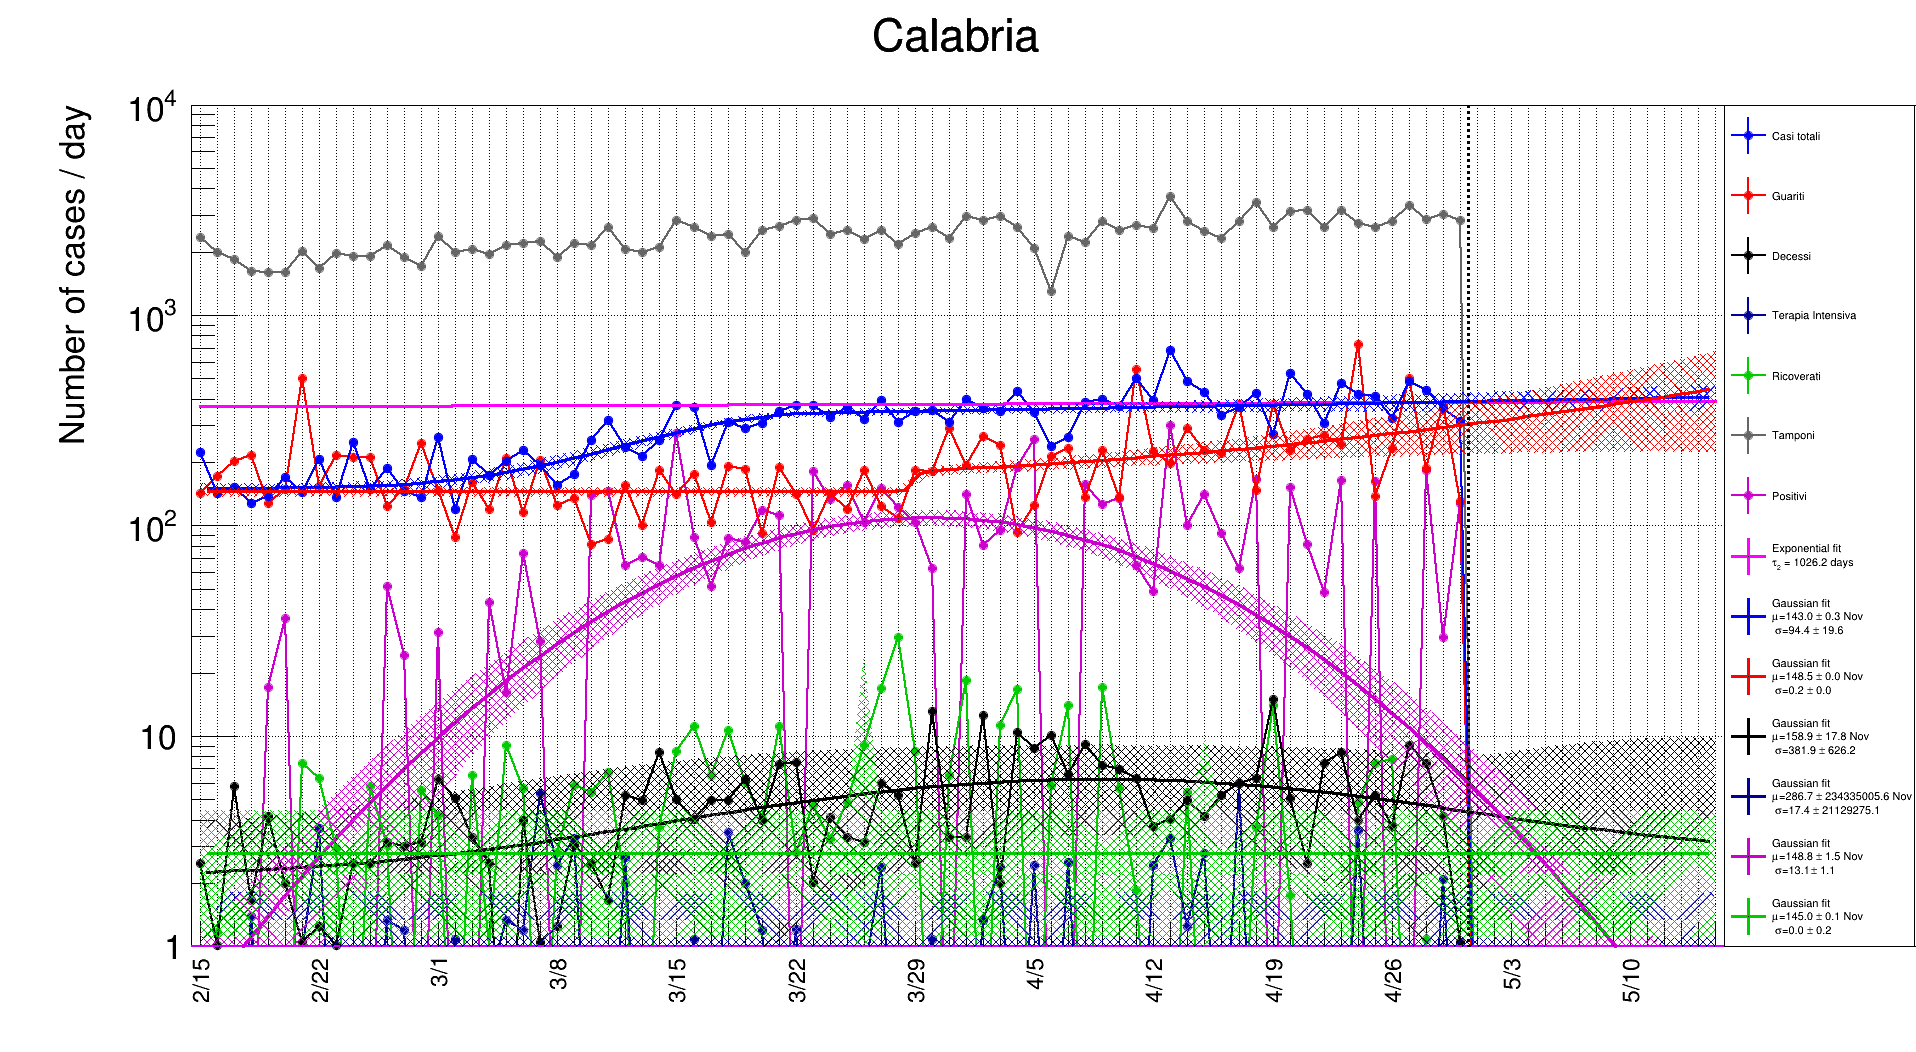 Calabria
Number of cases / day
10⁴
10³
10²
10
1
2/15
2/22
3/1
3/8
3/15
3/22
3/29
4/5
4/12
4/19
4/26
5/3
5/10
Casi totali
Guariti
Decessi
Terapia Intensiva
Ricoverati
Tamponi
Positivi
Exponential fit
τ₂ = 1026.2 days
Gaussian fit
μ=143.0 ± 0.3 Nov
σ=94.4 ± 19.6
Gaussian fit
μ=148.5 ± 0.0 Nov
σ=0.2 ± 0.0
Gaussian fit
μ=158.9 ± 17.8 Nov
σ=381.9 ± 626.2
Gaussian fit
μ=286.7 ± 234335005.6 Nov
σ=17.4 ± 21129275.1
Gaussian fit
μ=148.8 ± 1.5 Nov
σ=13.1 ± 1.1
Gaussian fit
μ=145.0 ± 0.1 Nov
σ=0.0 ± 0.2